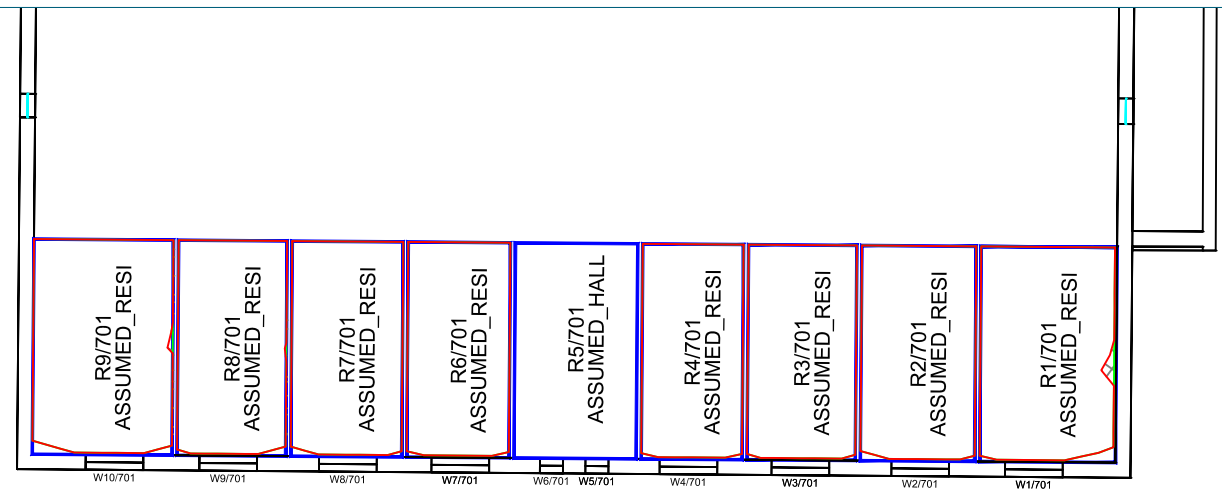 R9/701
ASSUMED_RESI
R8/701
ASSUMED_RESI
R7/701
ASSUMED_RESI
R6/701
ASSUMED_RESI
R5/701
ASSUMED_HALL
R4/701
ASSUMED_RESI
R3/701
ASSUMED_RESI
R2/701
ASSUMED_RESI
R1/701
ASSUMED_RESI
W10/701
W9/701
W8/701
W7/701
W6/701
W5/701
W4/701
W3/701
W2/701
W1/701